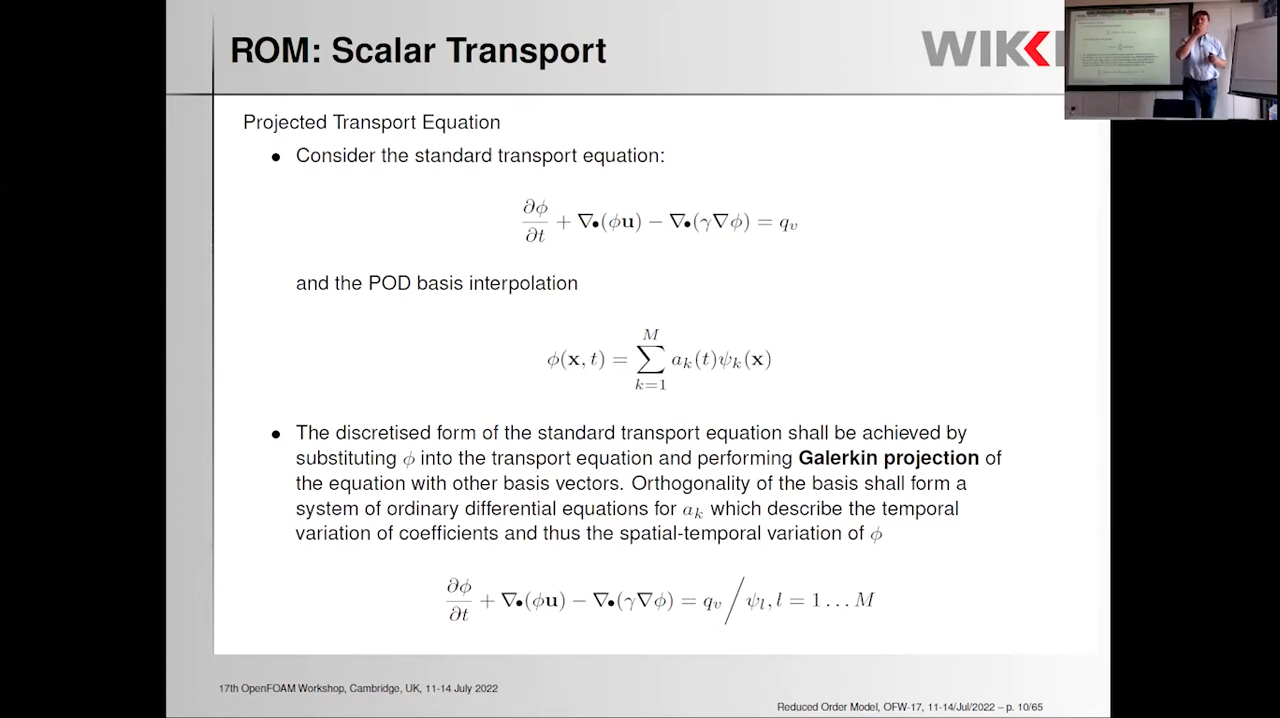 ROM: Scalar Transport
WIKK
Projected Transport Equation
• Consider the standard transport equation:
∂ϕ/∂t + ∇•(ϕu) − ∇•(γ∇ϕ) = q_v
and the POD basis interpolation
ϕ(x, t) = ∑_{k=1}^{M} a_k(t)ψ_k(x)
• The discretised form of the standard transport equation shall be achieved by
substituting ϕ into the transport equation and performing Galerkin projection of
the equation with other basis vectors. Orthogonality of the basis shall form a
system of ordinary differential equations for a_k which describe the temporal
variation of coefficients and thus the spatial-temporal variation of ϕ
∂ϕ/∂t + ∇•(ϕu) − ∇•(γ∇ϕ) = q_v / ψ_l, l = 1 . . . M
17th OpenFOAM Workshop, Cambridge, UK, 11-14 July 2022
Reduced Order Model, OFW-17, 11-14/Jul/2022 – p. 10/65